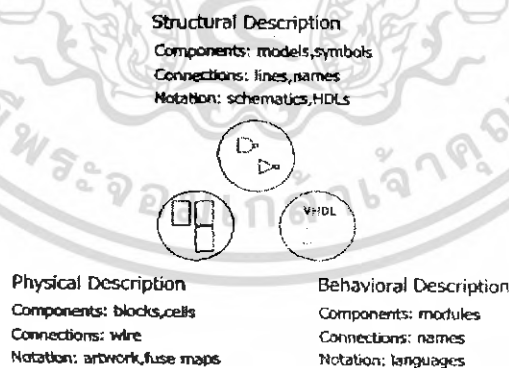 Structural Description
Components: models,symbols
Connections: lines,names
Notation: schematics,HDLs
VHDL
Physical Description
Components: blocks,cells
Connections: wire
Notation: artwork,fuse maps
Behavioral Description
Components: modules
Connections: names
Notation: languages